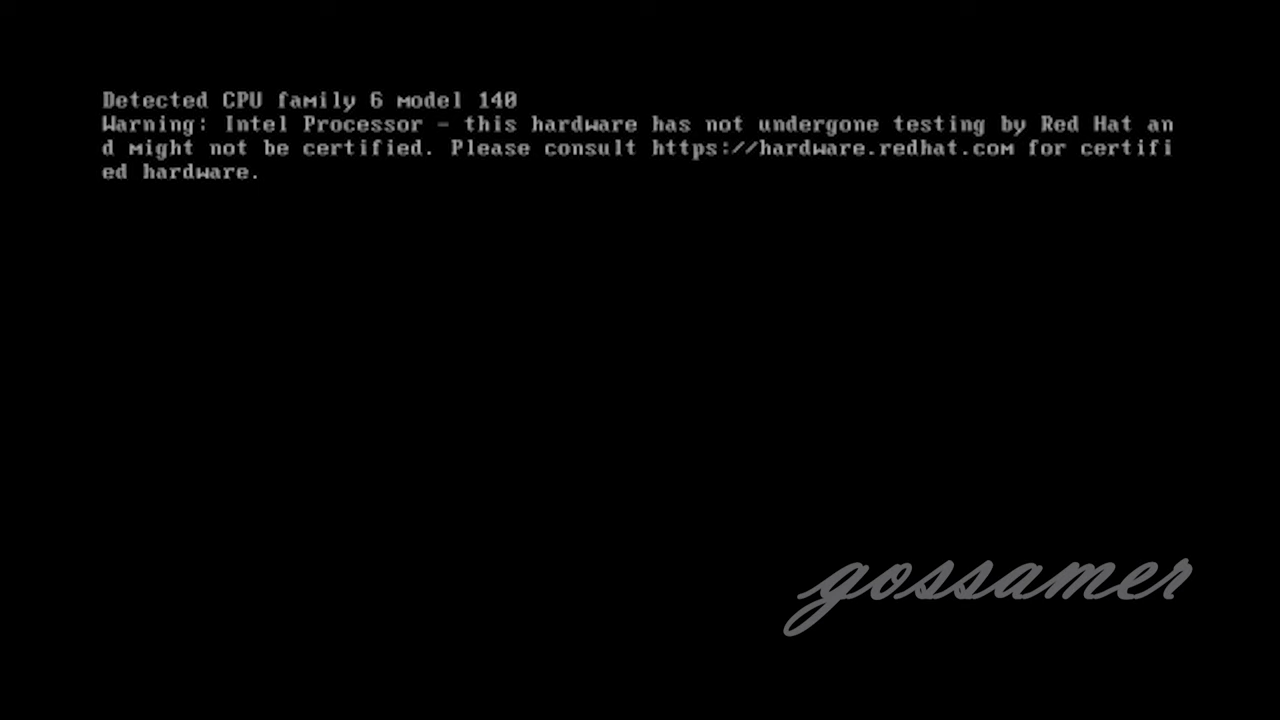 Detected CPU family 6 model 140
Warning: Intel Processor - this hardware has not undergone testing by Red Hat an
d might not be certified. Please consult https://hardware.redhat.com for certifi
ed hardware.
gossamer